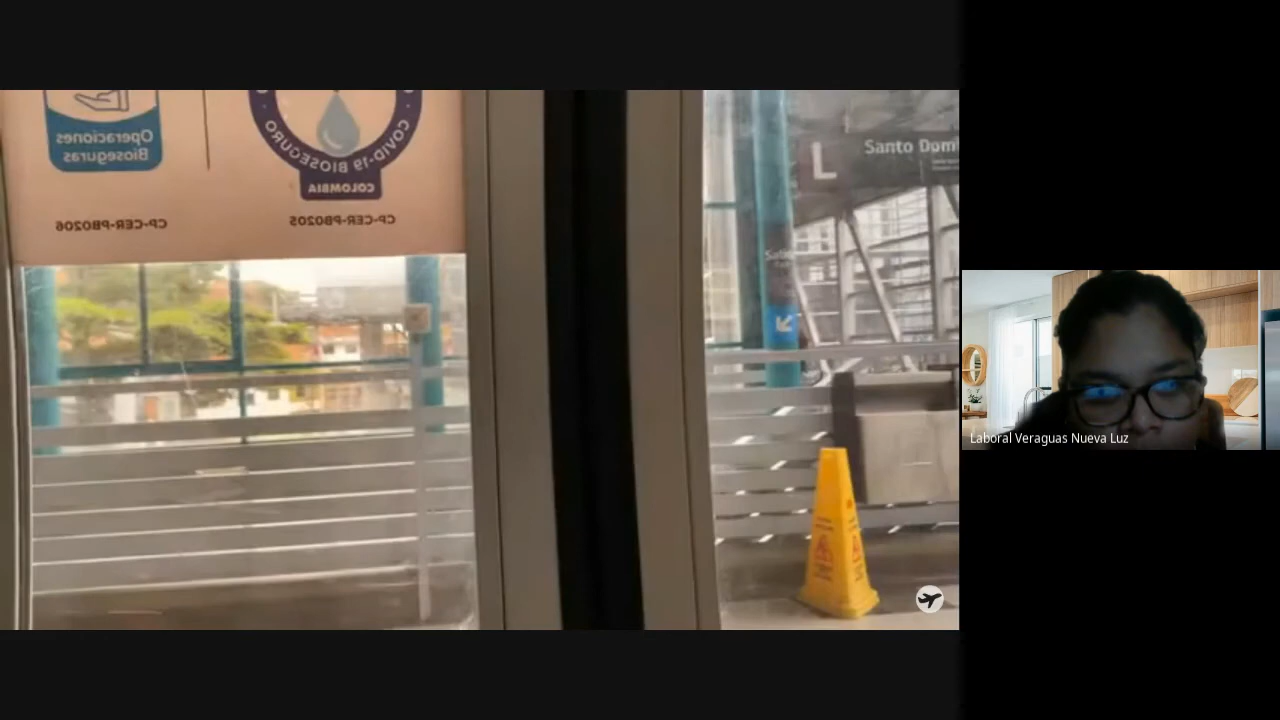 Operaciones
Bioseguras
CP-CER-PB0206
COVID-19 BIOSEGURO
COLOMBIA
CP-CER-PB0205
L
Santo Dom
Laboral Veraguas Nueva Luz